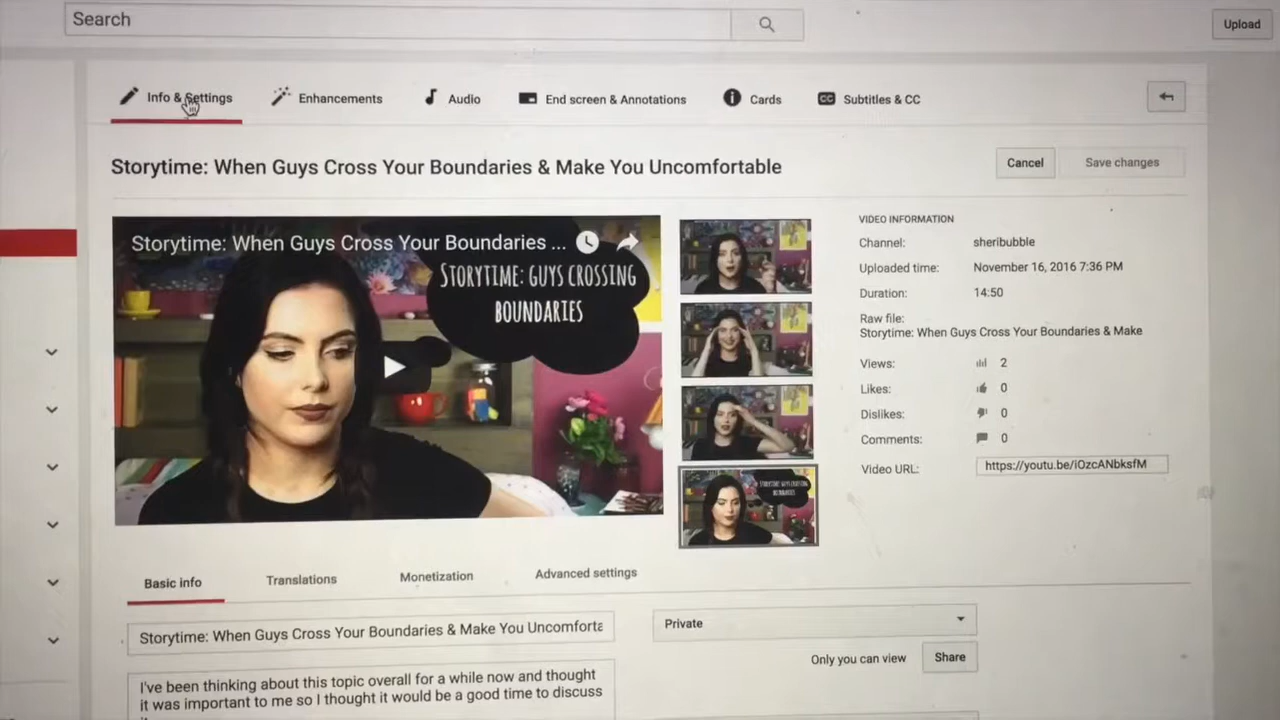 Search
Upload
Info & Settings
Enhancements
Audio
End screen & Annotations
Cards
CC
Subtitles & CC
Storytime: When Guys Cross Your Boundaries & Make You Uncomfortable
Cancel
Save changes
Storytime: When Guys Cross Your Boundaries ...
STORYTIME: GUYS CROSSING
BOUNDARIES
STORYTIME: GUYS CROSSING
BOUNDARIES
VIDEO INFORMATION
Channel: sheribubble
Uploaded time: November 16, 2016 7:36 PM
Duration: 14:50
Raw file:
Storytime: When Guys Cross Your Boundaries & Make
Views: 2
Likes: 0
Dislikes: 0
Comments: 0
Video URL: https://youtu.be/iOzcANbksfM
Basic info
Translations
Monetization
Advanced settings
Storytime: When Guys Cross Your Boundaries & Make You Uncomforta
Private
Only you can view
Share
I've been thinking about this topic overall for a while now and thought
it was important to me so I thought it would be a good time to discuss